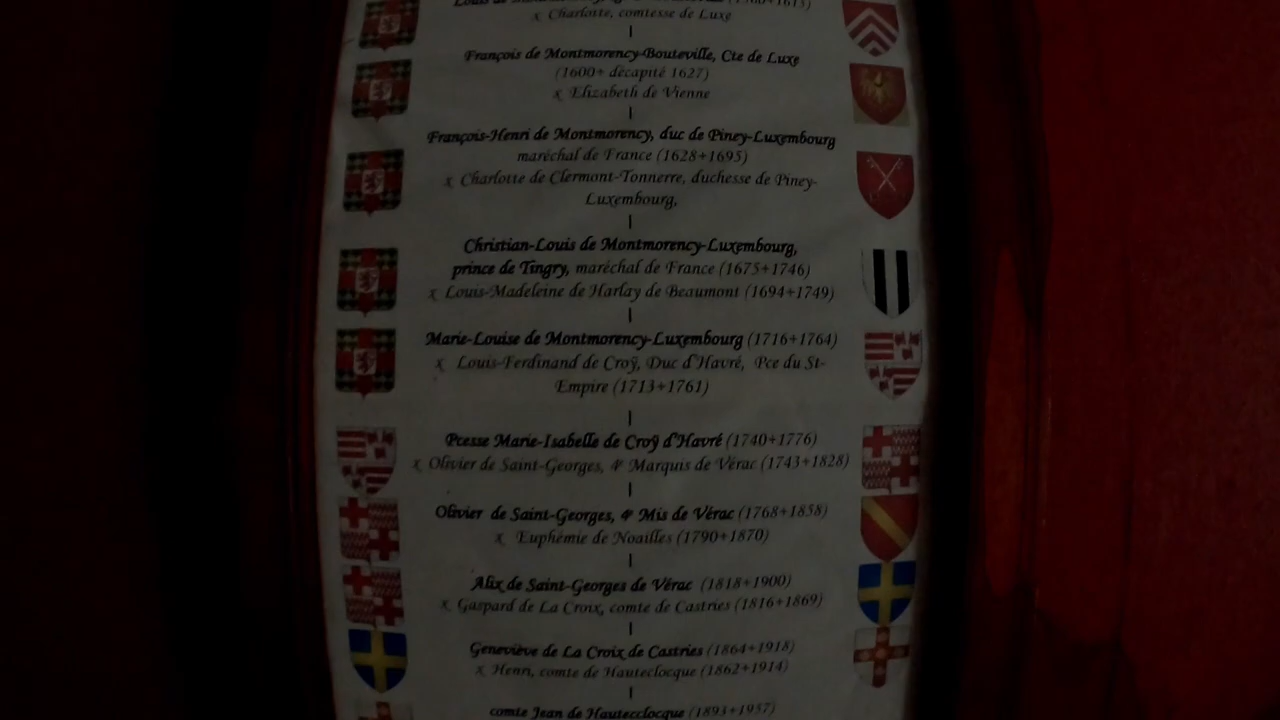 x Charlotte, comtesse de Luxe
François de Montmorency-Bouteville, Cte de Luxe
(1600+ décapité 1627)
x Elizabeth de Vienne
François-Henri de Montmorency, duc de Piney-Luxembourg
maréchal de France (1628+1695)
x Charlotte de Clermont-Tonnerre, duchesse de Piney-
Luxembourg,
Christian-Louis de Montmorency-Luxembourg,
prince de Tingry, maréchal de France (1675+1746)
x Louis-Madeleine de Harlay de Beaumont (1694+1749)
Marie-Louise de Montmorency-Luxembourg (1716+1764)
x Louis-Ferdinand de Croÿ, Duc d'Havré, Pce du St-
Empire (1713+1761)
Pcesse Marie-Isabelle de Croÿ d'Havré (1740+1776)
x Olivier de Saint-Georges, 4e Marquis de Vérac (1743+1828)
Olivier de Saint-Georges, 4e Mis de Vérac (1768+1858)
x Euphémie de Noailles (1790+1870)
Alix de Saint-Georges de Vérac (1818+1900)
x Gaspard de La Croix, comte de Castries (1816+1869)
Geneviève de La Croix de Castries (1864+1918)
x Henri, comte de Hauteclocque (1862+1914)
comte Jean de Hautecclocque (1893+1957)